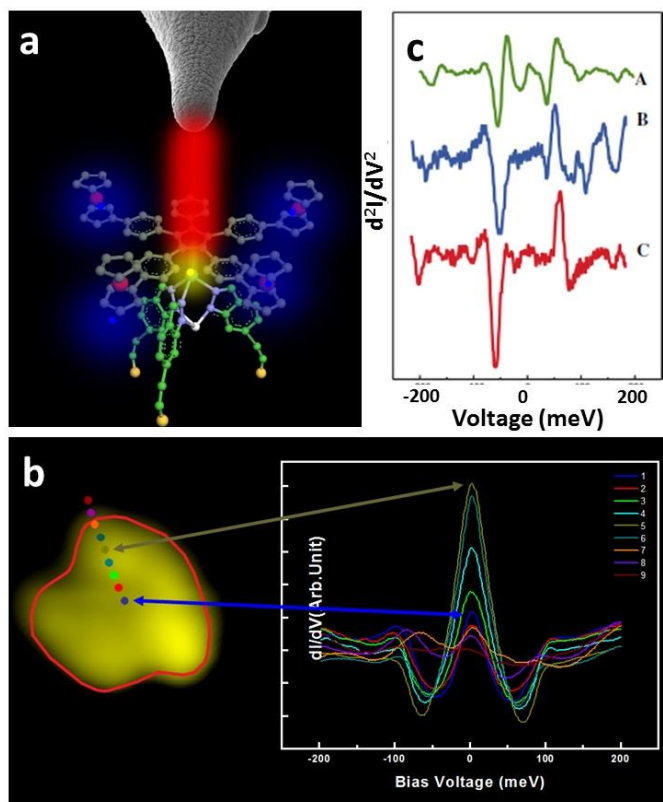 a
c
A
B
C
d²I/dV²
-200
0
200
Voltage (meV)
b
dI/dV(Arb.Unit)
1
2
3
4
5
6
7
8
9
-200
-100
0
100
200
Bias Voltage (meV)